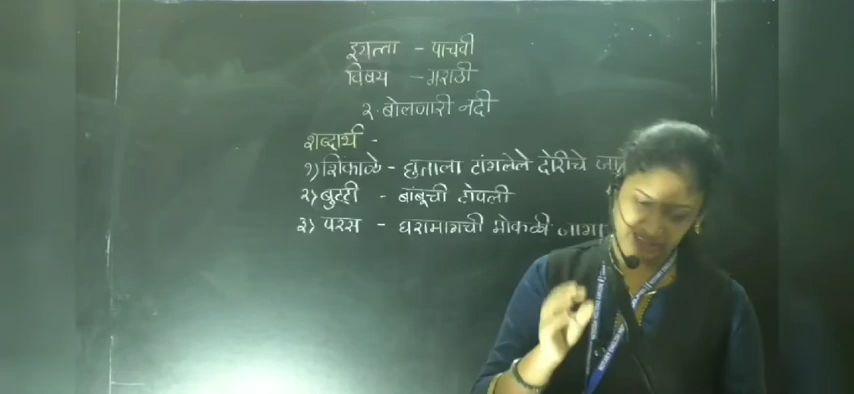 इयत्ता - पाचवी
विषय - मराठी
२. बोलणारी नदी
शब्दार्थ -
१) शिंकाळे - छताला टांगलेले दोरीचे
२) बुट्टी - बांबूची टोपली
३) परस - घरामागची मोकळी जागा